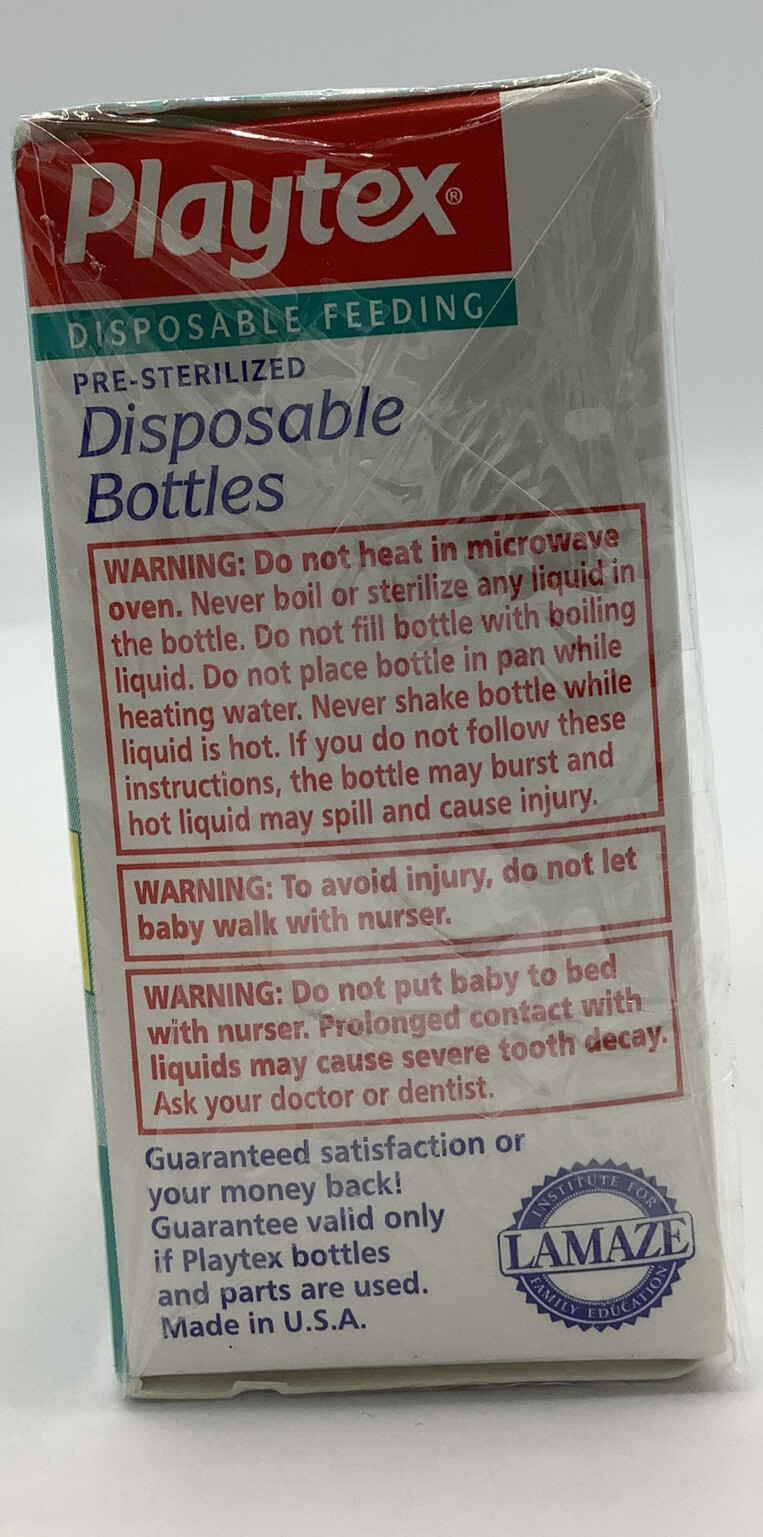 Playtex®
DISPOSABLE FEEDING
PRE-STERILIZED
Disposable
Bottles
WARNING: Do not heat in microwave
oven. Never boil or sterilize any liquid in
the bottle. Do not fill bottle with boiling
liquid. Do not place bottle in pan while
heating water. Never shake bottle while
liquid is hot. If you do not follow these
instructions, the bottle may burst and
hot liquid may spill and cause injury.
WARNING: To avoid injury, do not let
baby walk with nurser.
WARNING: Do not put baby to bed
with nurser. Prolonged contact with
liquids may cause severe tooth decay.
Ask your doctor or dentist.
Guaranteed satisfaction or
your money back!
Guarantee valid only
if Playtex bottles
and parts are used.
Made in U.S.A.
INSTITUTE FOR
LAMAZE
FAMILY EDUCATION